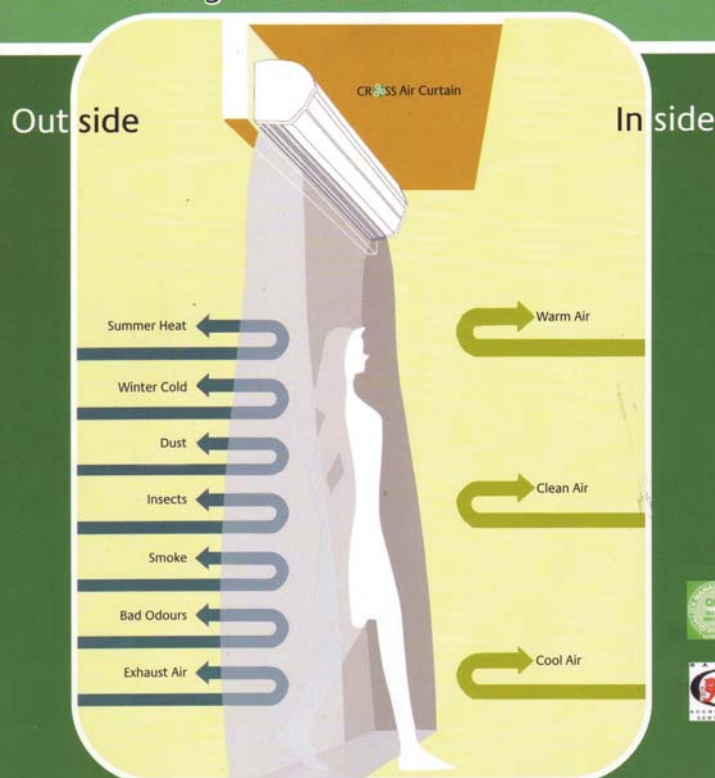 Out side
In side
CROSS Air Curtain
Summer Heat
Winter Cold
Dust
Insects
Smoke
Bad Odours
Exhaust Air
Warm Air
Clean Air
Cool Air